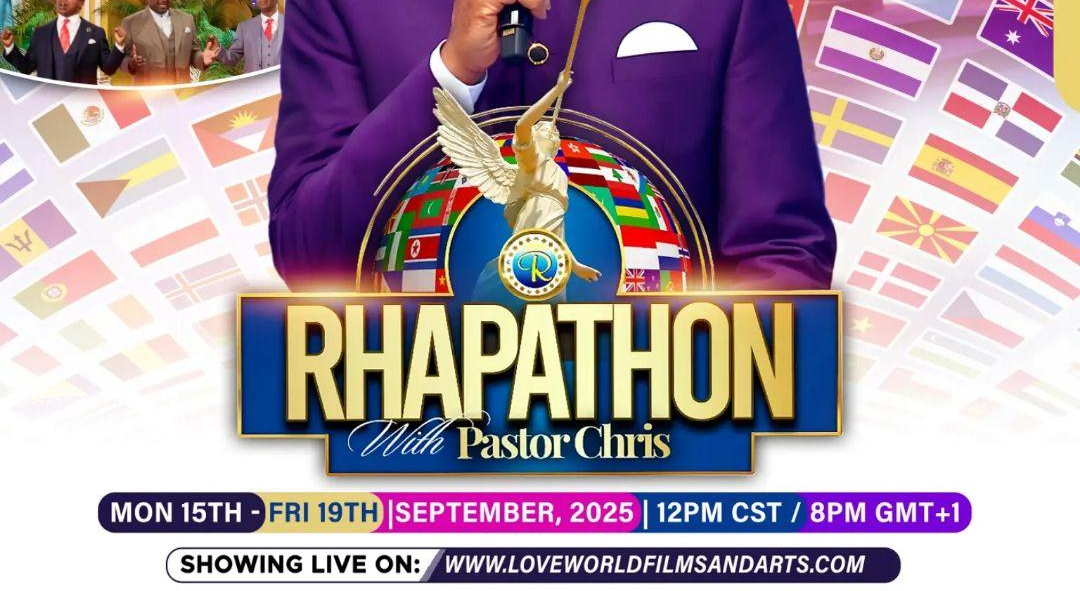 R
RHAPATHON
With Pastor Chris
MON 15TH - FRI 19TH |SEPTEMBER, 2025 | 12PM CST / 8PM GMT+1
SHOWING LIVE ON: WWW.LOVEWORLDFILMSANDARTS.COM